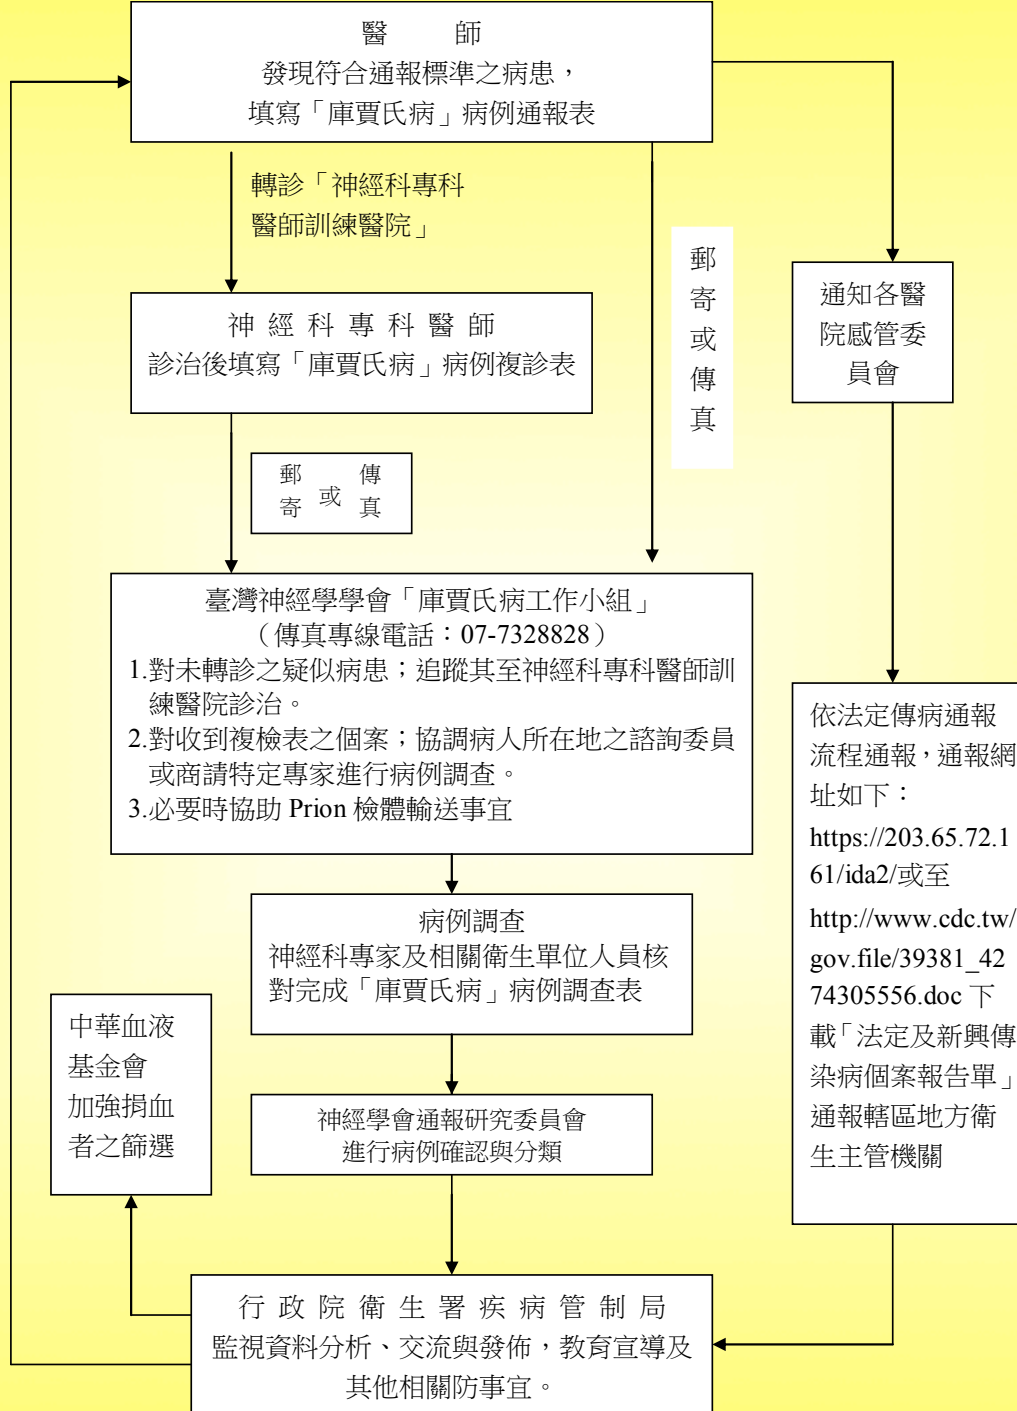 醫　　師
發現符合通報標準之病患，
填寫「庫賈氏病」病例通報表
轉診「神經科專科
醫師訓練醫院」
郵
寄
或
傳
真
通知各醫
院感管委
員會
神 經 科 專 科 醫 師
診治後填寫「庫賈氏病」病例複診表
郵 傳
寄 或 真
臺灣神經學學會「庫賈氏病工作小組」
（傳真專線電話：07-7328828）
1.對未轉診之疑似病患；追蹤其至神經科專科醫師訓
練醫院診治。
2.對收到複檢表之個案；協調病人所在地之諮詢委員
或商請特定專家進行病例調查。
3.必要時協助 Prion 檢體輸送事宜
依法定傳病通報
流程通報，通報網
址如下：
https://203.65.72.1
61/ida2/或至
http://www.cdc.tw/
gov.file/39381_42
74305556.doc 下
載「法定及新興傳
染病個案報告單」
通報轄區地方衛
生主管機關
病例調查
神經科專家及相關衛生單位人員核
對完成「庫賈氏病」病例調查表
中華血液
基金會
加強捐血
者之篩選
神經學會通報研究委員會
進行病例確認與分類
行 政 院 衛 生 署 疾 病 管 制 局
監視資料分析、交流與發佈，教育宣導及
其他相關防事宜。